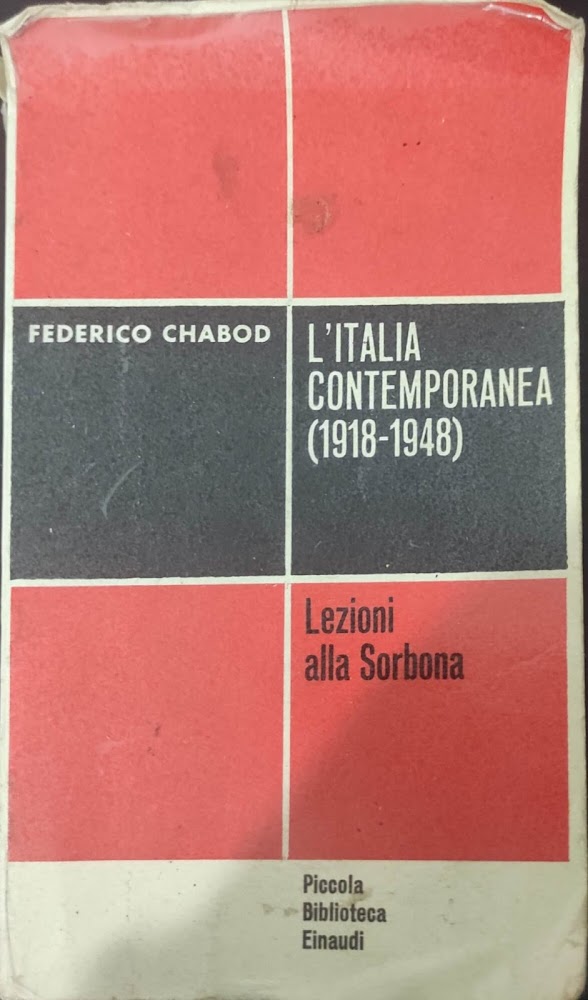 FEDERICO CHABOD
L'ITALIA
CONTEMPORANEA
(1918-1948)
Lezioni
alla Sorbona
Piccola
Biblioteca
Einaudi